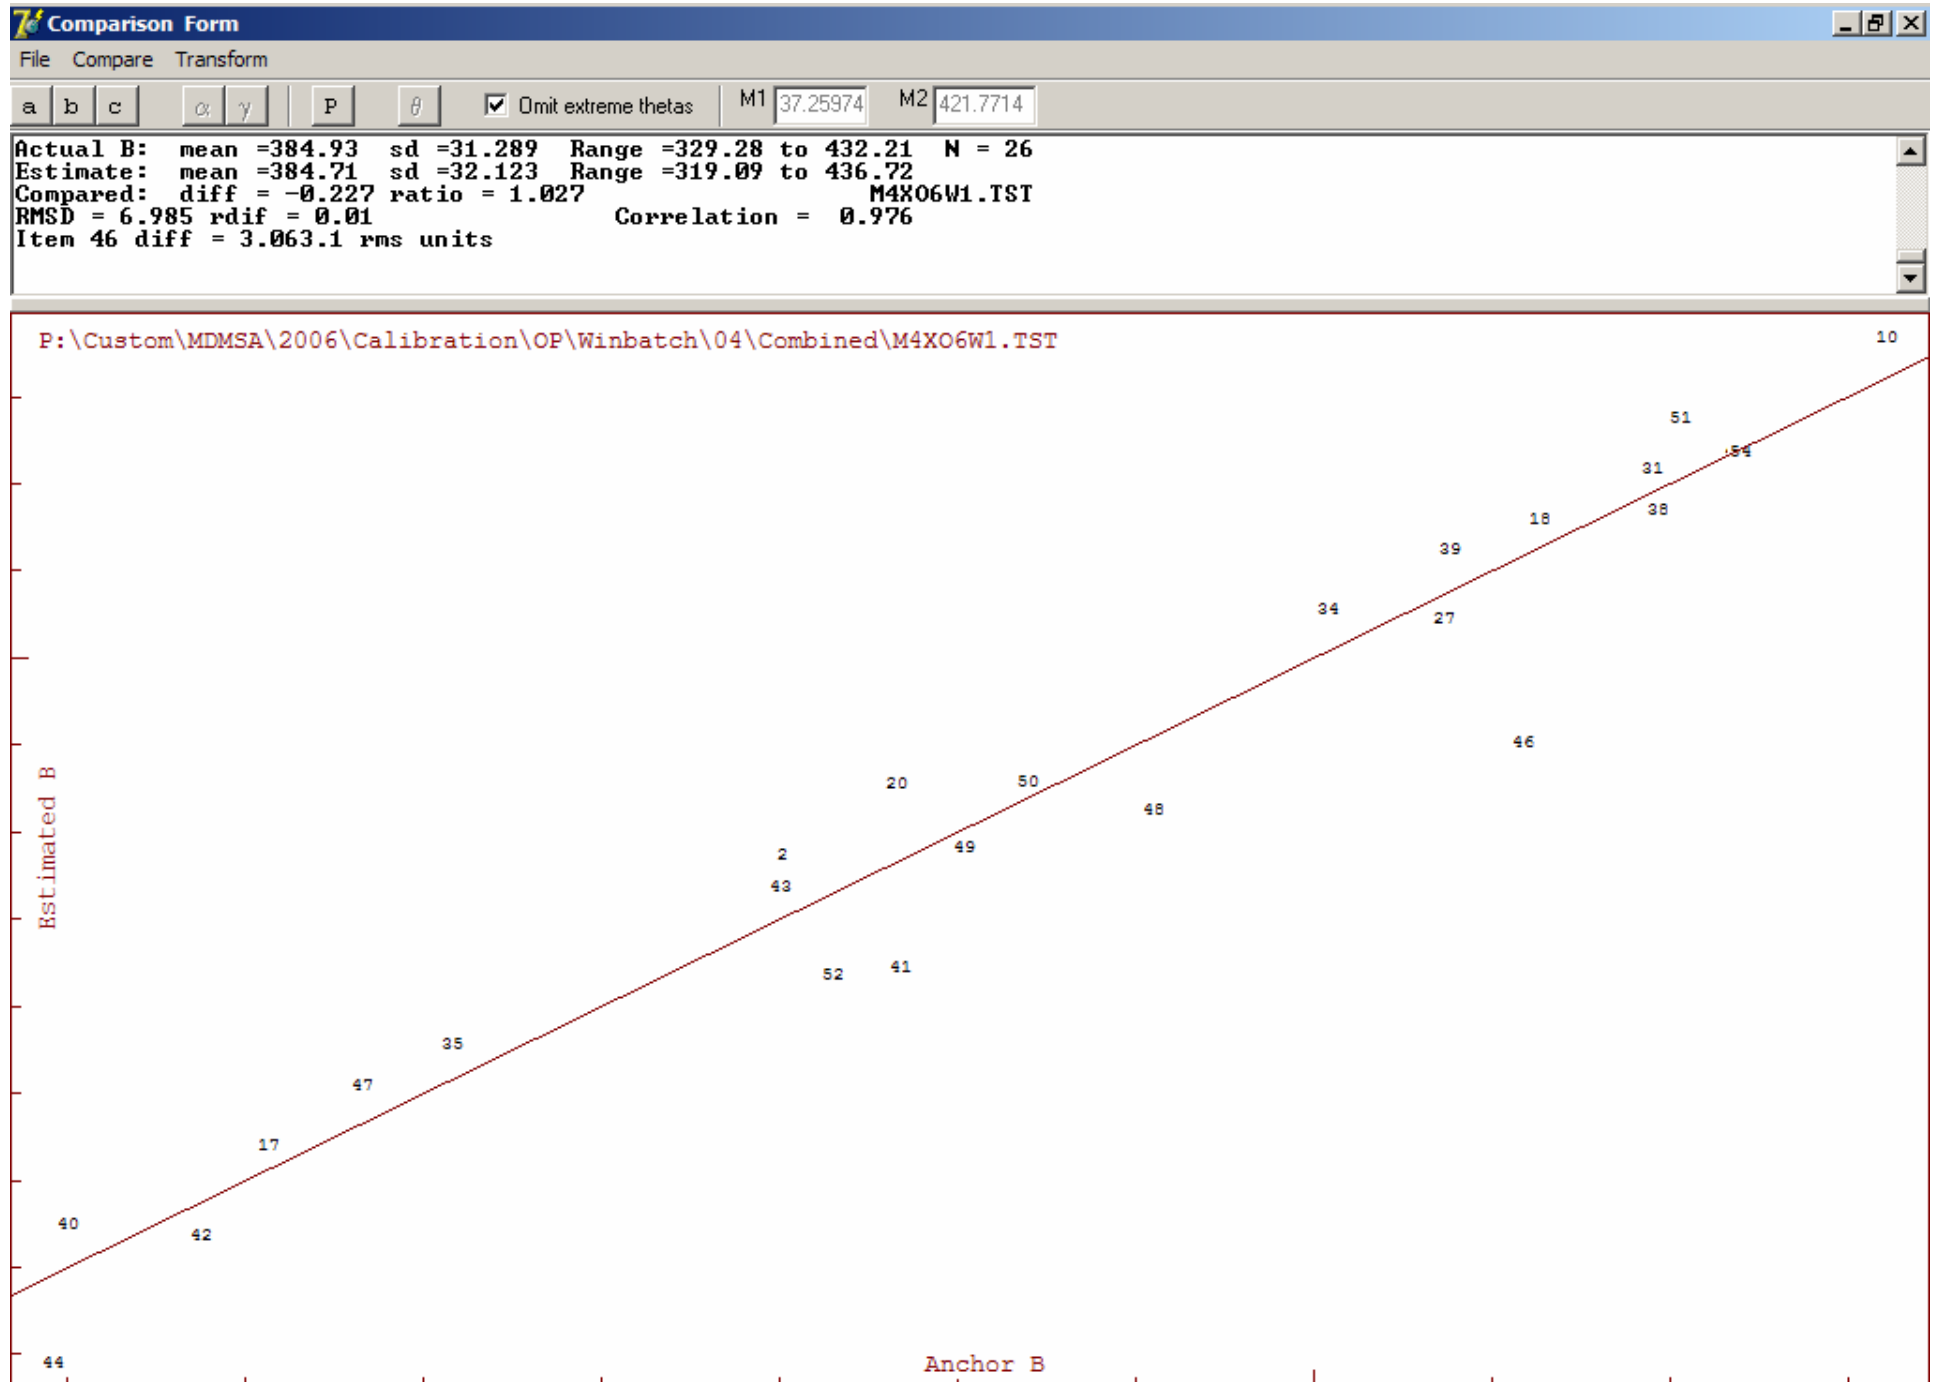 Comparison Form
File Compare Transform
a b c α γ P θ Omit extreme thetas M1 37.25974 M2 421.7714
Actual B: mean =384.93 sd =31.289 Range =329.28 to 432.21 N = 26
Estimate: mean =384.71 sd =32.123 Range =319.09 to 436.72
Compared: diff = -0.227 ratio = 1.027 M4XO6W1.TST
RMSD = 6.985 rdif = 0.01 Correlation = 0.976
Item 46 diff = 3.063.1 rms units
P:\Custom\MDMSA\2006\Calibration\OP\Winbatch\04\Combined\M4XO6W1.TST
10
51
54
31
38
18
39
34
27
46
20
50
48
2
49
43
52
41
35
47
17
40
42
44
Estimated B
Anchor B